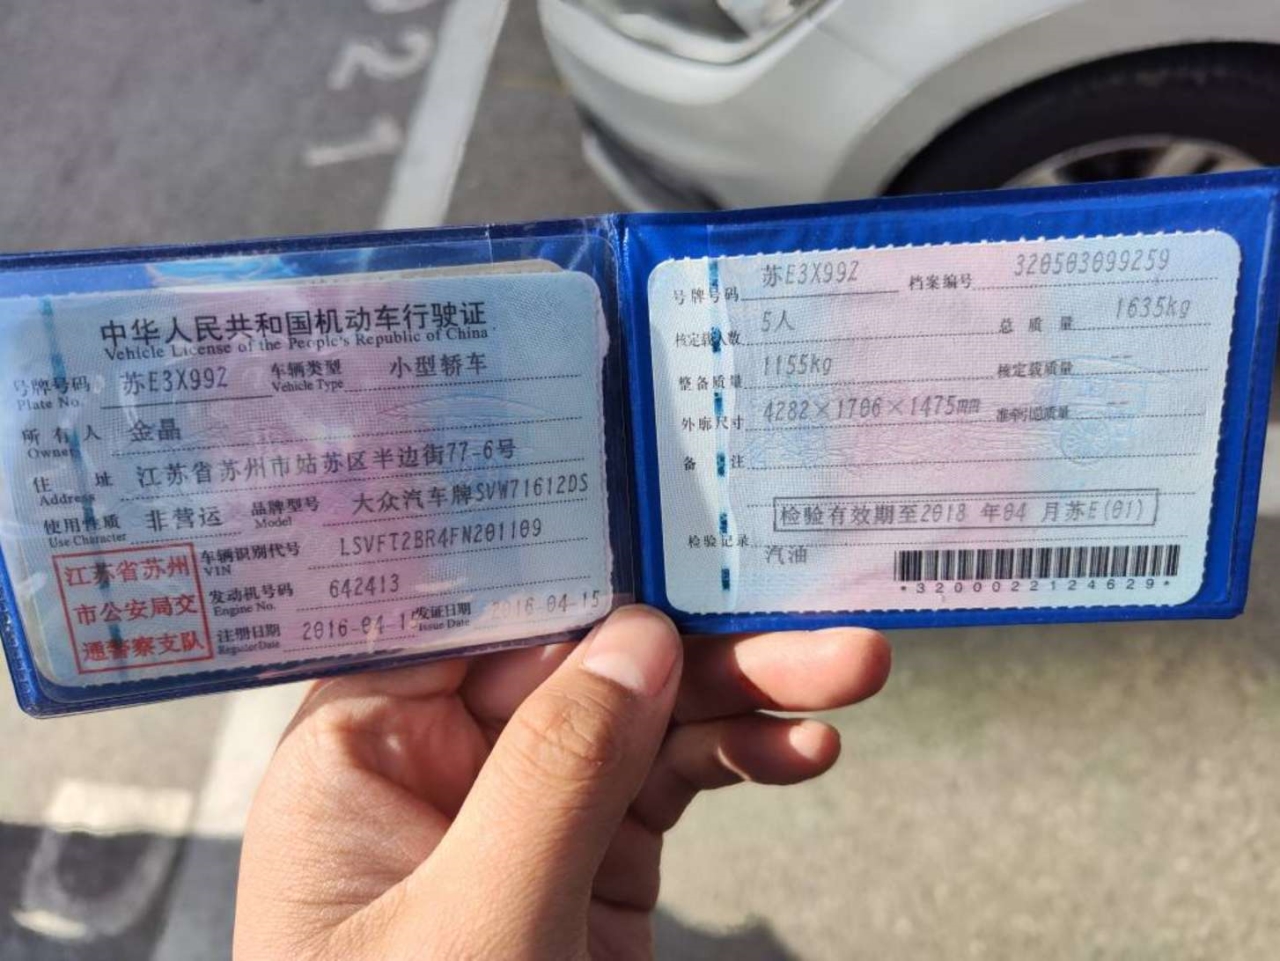 21
中华人民共和国机动车行驶证
Vehicle License of the People's Republic of China
号牌号码 苏E3X99Z 车辆类型 小型轿车
Plate No. Vehicle Type
所有人 金晶
Owner
住址 江苏省苏州市姑苏区半边街77-6号
Address
使用性质 非营运 品牌型号 大众汽车牌SVW71612DS
Use Character Model
江苏省苏州
市公安局交
通警察支队
车辆识别代号 LSVFT2BR4FN201109
VIN
发动机号码 642413
Engine No.
注册日期 2016-04-15 发证日期 2016-04-15
Register Date Issue Date
号牌号码 苏E3X99Z 档案编号 320503099259
核定载人数 5人 总质量 1635kg
整备质量 1155kg 核定载质量 --
外廓尺寸 4282×1706×1475mm 准牵引总质量 --
备注
检验有效期至2018 年04 月苏E(01)
检验记录
汽油
*3200022124629*